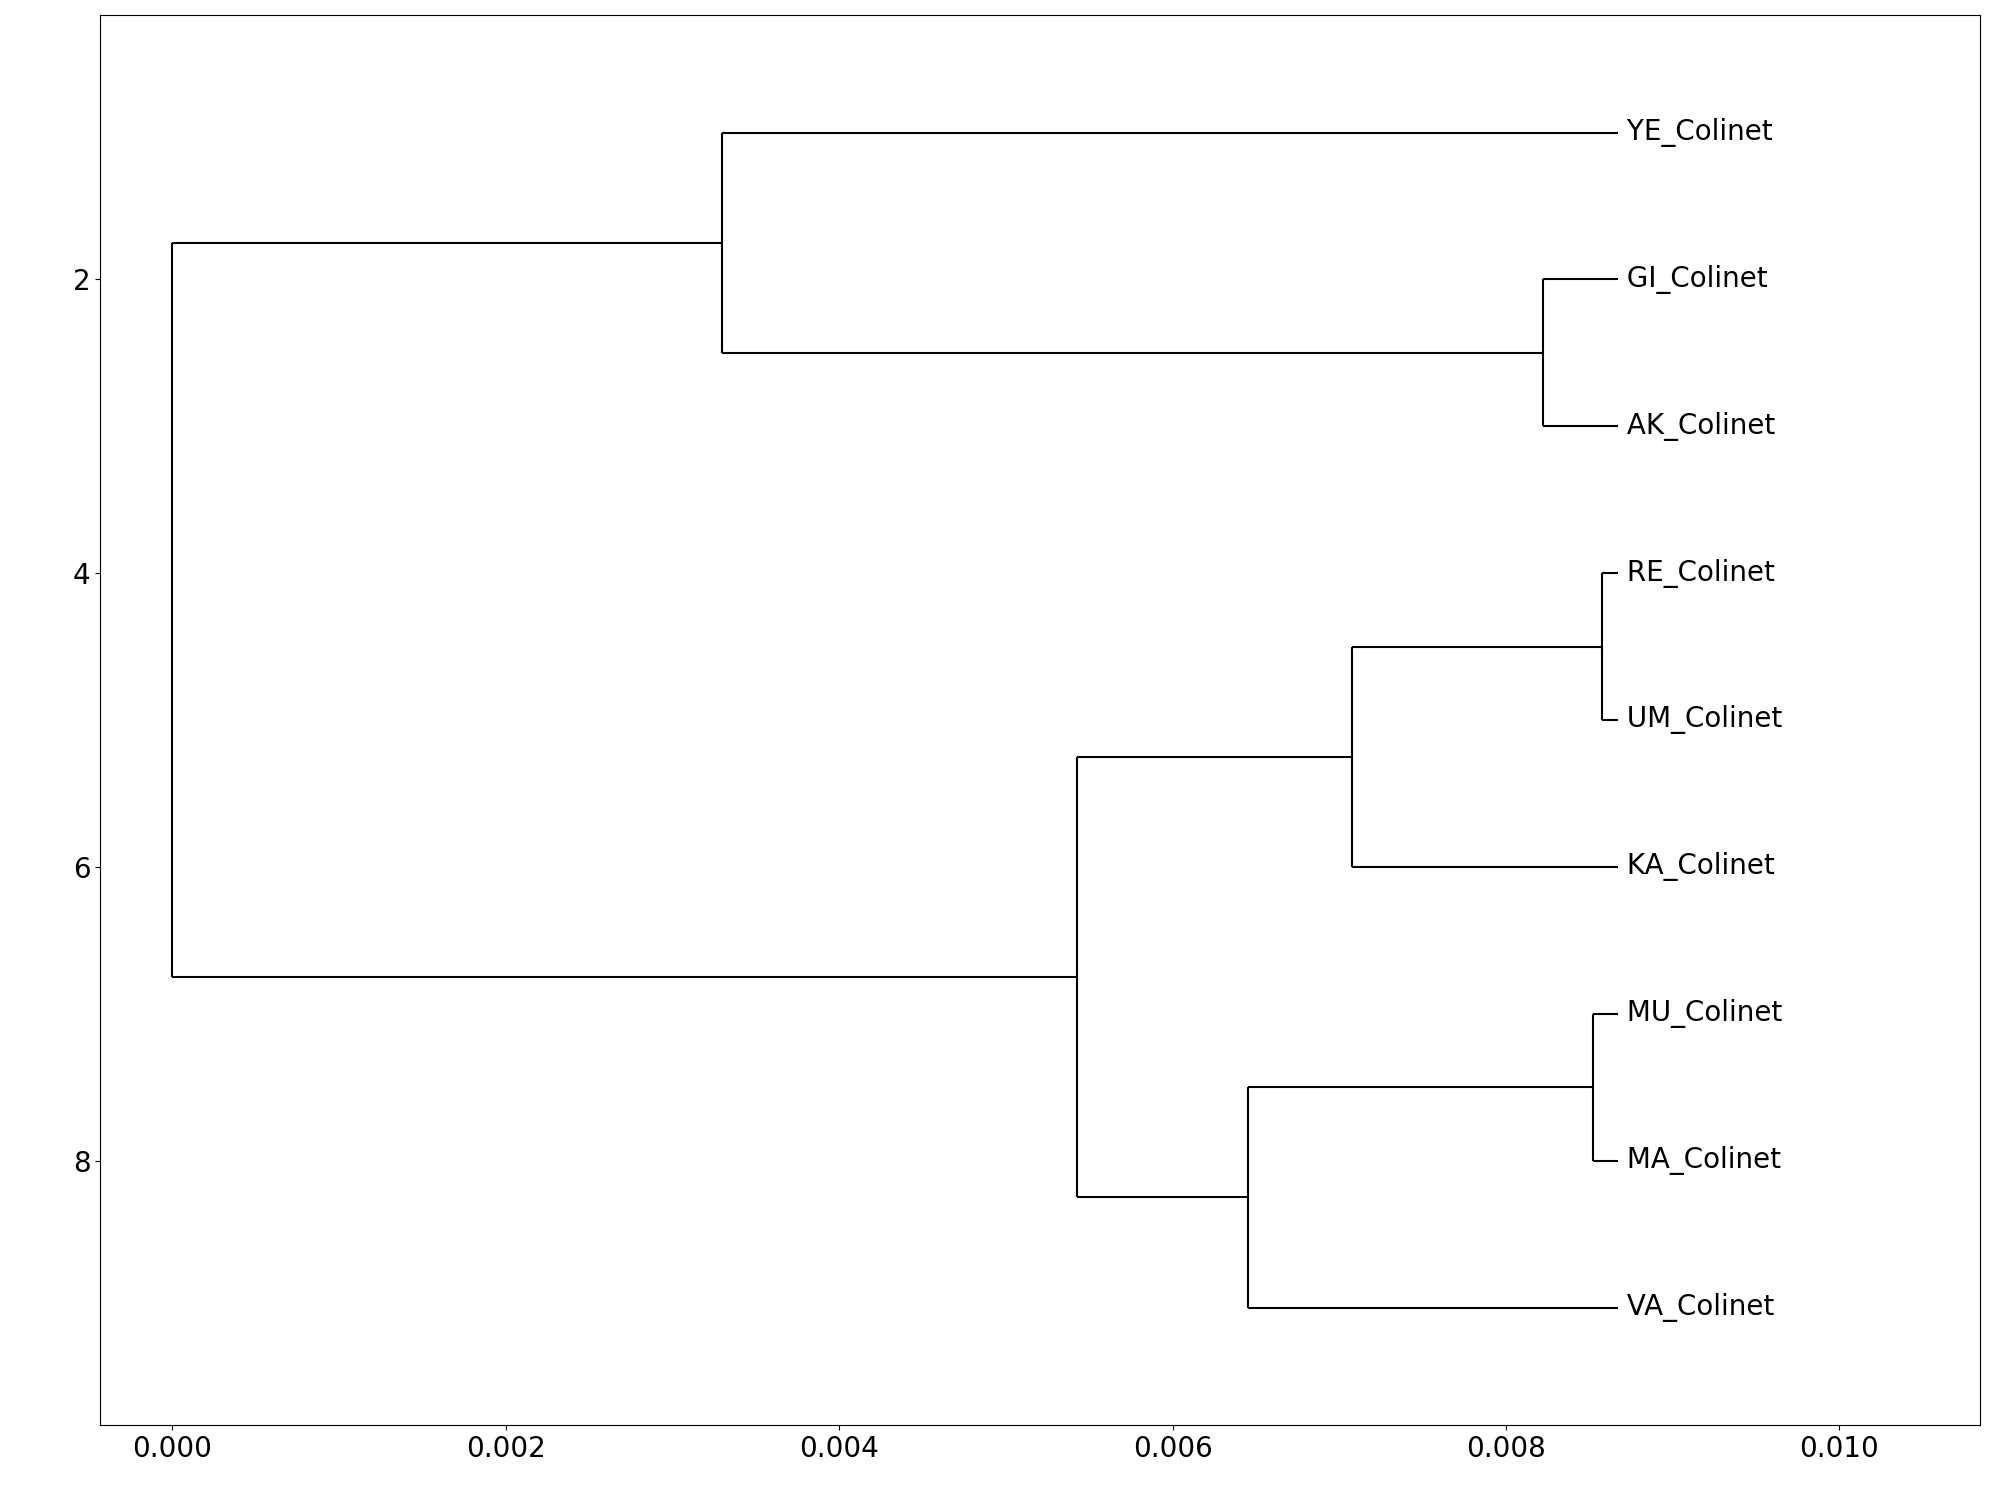 YE_Colinet
2
GI_Colinet
AK_Colinet
4
RE_Colinet
UM_Colinet
6
KA_Colinet
MU_Colinet
8
MA_Colinet
VA_Colinet
0.000 0.002 0.004 0.006 0.008 0.010